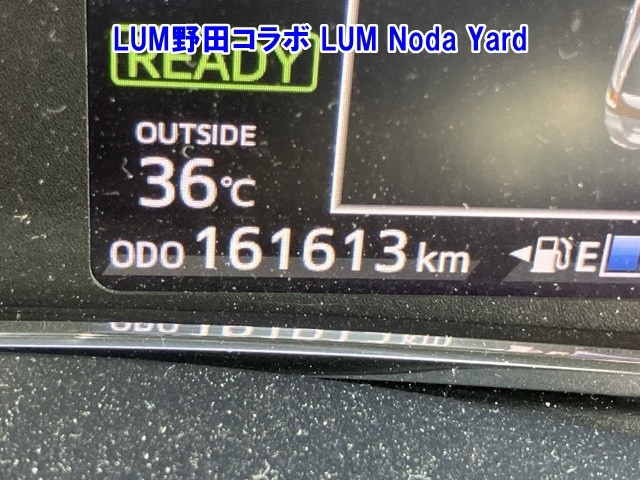 LUM野田コラボ LUM Noda Yard
READY
OUTSIDE
36℃
ODO 161613 km
E